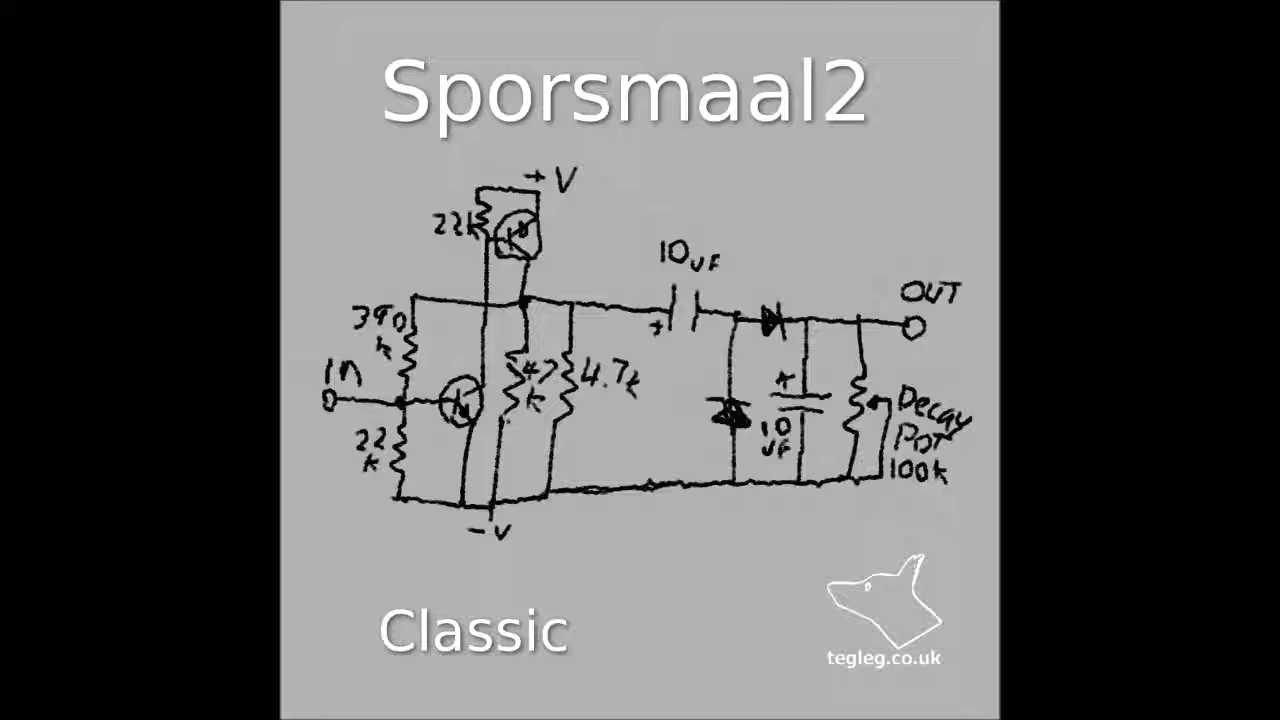 Sporsmaal2
+V
22k
10uF
OUT
390
k
+
IN
47
k
4.7k
+
Decay
22
k
10
uF
POT
100k
-V
Classic
tegleg.co.uk